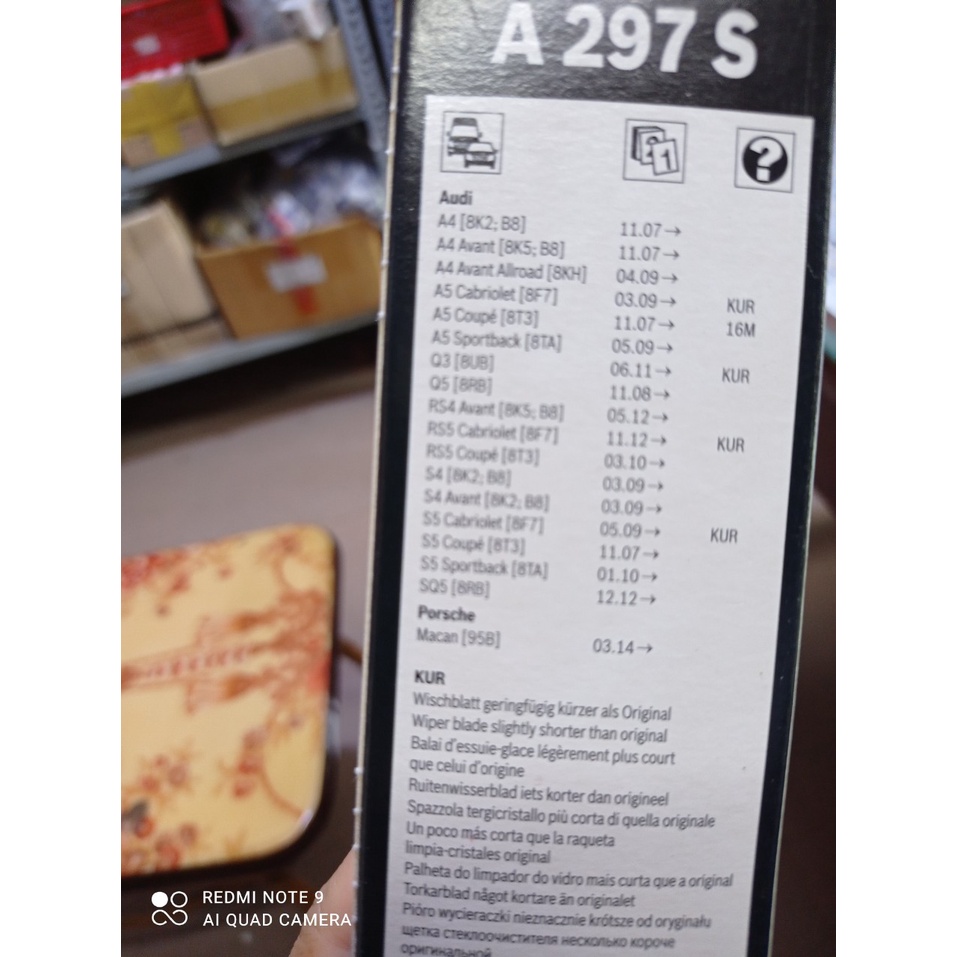 A 297 S
2 1 ?
Audi
A4 [8K2; B8] 11.07→
A4 Avant [8K5; B8] 11.07→
A4 Avant Allroad [8KH] 04.09→
A5 Cabriolet [8F7] 03.09→ KUR
A5 Coupé [8T3] 11.07→ 16M
A5 Sportback [8TA] 05.09→
Q3 [8UB] 06.11→ KUR
Q5 [8RB] 11.08→
RS4 Avant [8K5; B8] 05.12→
RS5 Cabriolet [8F7] 11.12→ KUR
RS5 Coupé [8T3] 03.10→
S4 [8K2; B8] 03.09→
S4 Avant [8K2; B8] 03.09→
S5 Cabriolet [8F7] 05.09→ KUR
S5 Coupé [8T3] 11.07→
S5 Sportback [8TA] 01.10→
SQ5 [8RB] 12.12→
Porsche
Macan [95B] 03.14→
KUR
Wischblatt geringfügig kürzer als Original
Wiper blade slightly shorter than original
Balai d'essuie-glace légèrement plus court
que celui d'origine
Ruitenwisserblad iets korter dan origineel
Spazzola tergicristallo più corta di quella originale
Un poco más corta que la raqueta
limpia-cristales original
Palheta do limpador do vidro mais curta que a original
Torkarblad något kortare än originalet
Pióro wycieraczki nieznacznie krótsze od oryginału
щетка стеклоочистителя несколько короче
оригинальной
REDMI NOTE 9
AI QUAD CAMERA